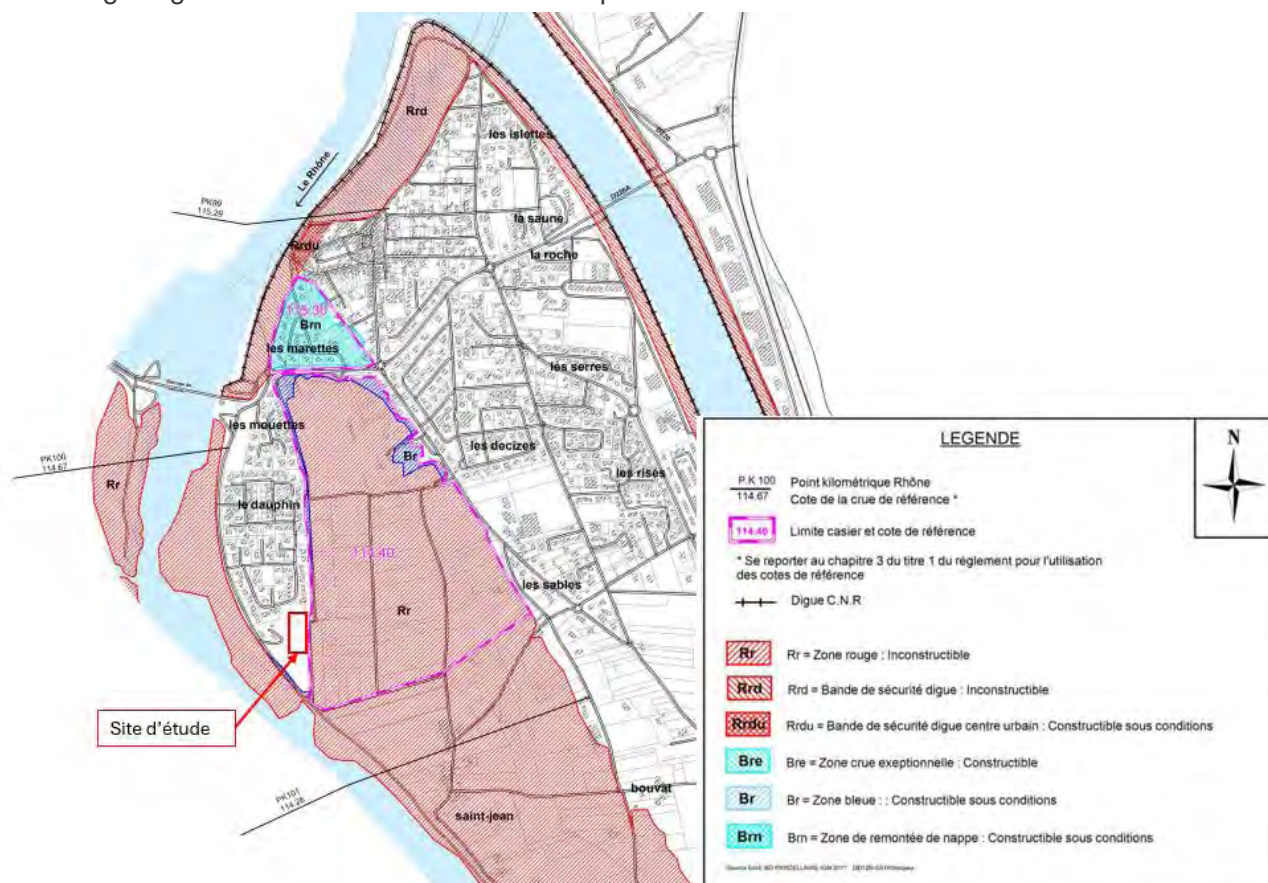 Rrd
les islottes
Le Rhône
D226A
PK99
115.29
la saune
Rrdu
la roche
115.30
Brn
les marettes
les serres
les mouettes
les decizes
Br
PK100
114.67
Rr
les rises
le dauphin
114.40
les sables
Rr
Site d'étude
PK101
114.28
bouvat
saint-jean
LEGENDE
N
P.K 100 Point kilométrique Rhône
114.67 Cote de la crue de référence *
114.40 Limite casier et cote de référence
* Se reporter au chapitre 3 du titre 1 du règlement pour l'utilisation
des cotes de référence
Digue C.N.R
Rr Rr = Zone rouge : Inconstructible
Rrd Rrd = Bande de sécurité digue : Inconstructible
Rrdu Rrdu = Bande de sécurité digue centre urbain : Constructible sous conditions
Bre Bre = Zone crue exeptionnelle : Constructible
Br Br = Zone bleue : : Constructible sous conditions
Brn Brn = Zone de remontée de nappe : Constructible sous conditions